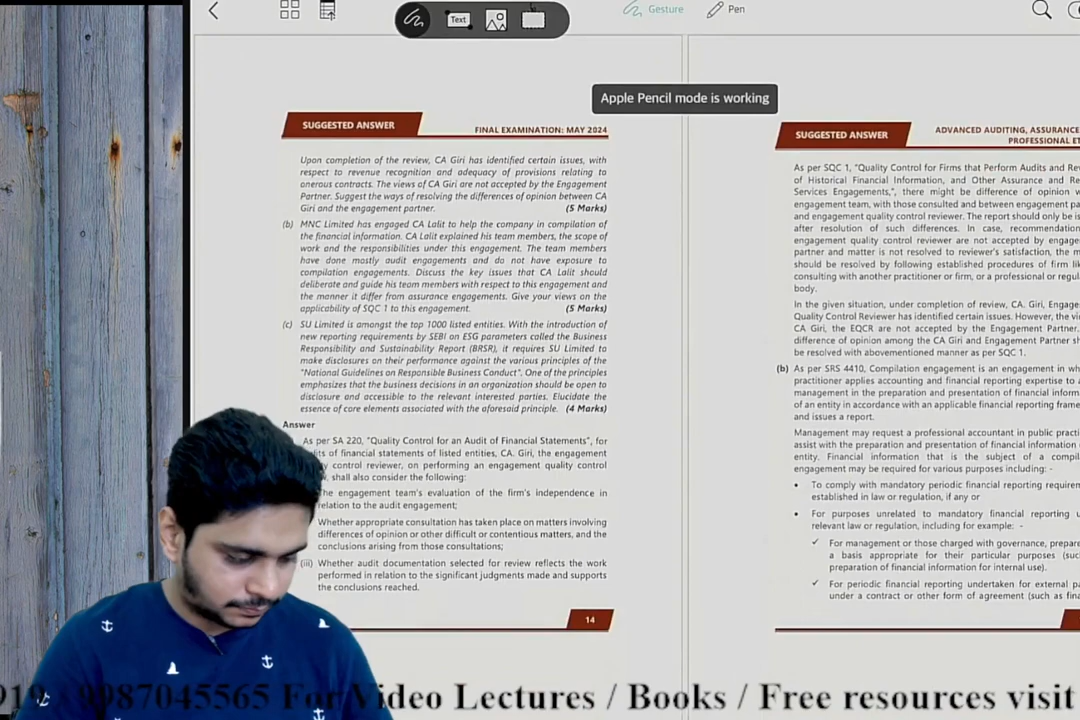 Text
Gesture
Pen
Apple Pencil mode is working
SUGGESTED ANSWER
FINAL EXAMINATION: MAY 2024
Upon completion of the review, CA Giri has identified certain issues, with
respect to revenue recognition and adequacy of provisions relating to
onerous contracts. The views of CA Giri are not accepted by the Engagement
Partner. Suggest the ways of resolving the differences of opinion between CA
Giri and the engagement partner. (5 Marks)
(b) MNC Limited has engaged CA Lalit to help the company in compilation of
the financial information. CA Lalit explained his team members, the scope of
work and the responsibilities under this engagement. The team members
have done mostly audit engagements and do not have exposure to
compilation engagements. Discuss the key issues that CA Lalit should
deliberate and guide his team members with respect to this engagement and
the manner it differ from assurance engagements. Give your views on the
applicability of SQC 1 to this engagement. (5 Marks)
(c) SU Limited is amongst the top 1000 listed entities. With the introduction of
new reporting requirements by SEBI on ESG parameters called the Business
Responsibility and Sustainability Report (BRSR), it requires SU Limited to
make disclosures on their performance against the various principles of the
"National Guidelines on Responsible Business Conduct". One of the principles
emphasizes that the business decisions in an organization should be open to
disclosure and accessible to the relevant interested parties. Elucidate the
essence of core elements associated with the aforesaid principle. (4 Marks)
Answer
As per SA 220, "Quality Control for an Audit of Financial Statements", for
of financial statements of listed entities, CA. Giri, the engagement
control reviewer, on performing an engagement quality control
shall also consider the following:
The engagement team's evaluation of the firm's independence in
relation to the audit engagement;
Whether appropriate consultation has taken place on matters involving
differences of opinion or other difficult or contentious matters, and the
conclusions arising from those consultations;
(iii) Whether audit documentation selected for review reflects the work
performed in relation to the significant judgments made and supports
the conclusions reached.
14
SUGGESTED ANSWER
ADVANCED AUDITING, ASSURANCE
PROFESSIONAL
As per SQC 1, "Quality Control for Firms that Perform Audits and
of Historical Financial Information, and Other Assurance and
Services Engagements,", there might be difference of opinion
engagement team, with those consulted and between engagement
and engagement quality control reviewer. The report should only be
after resolution of such differences. In case, recommendation
engagement quality control reviewer are not accepted by
partner and matter is not resolved to reviewer's satisfaction, the
should be resolved by following established procedures of firm
consulting with another practitioner or firm, or a professional or
body.
In the given situation, under completion of review, CA. Giri,
Quality Control Reviewer has identified certain issues. However, the
CA Giri, the EQCR are not accepted by the Engagement Partner.
difference of opinion among the CA Giri and Engagement Partner
be resolved with abovementioned manner as per SQC 1.
(b) As per SRS 4410, Compilation engagement is an engagement in
practitioner applies accounting and financial reporting expertise to
management in the preparation and presentation of financial
of an entity in accordance with an applicable financial reporting
and issues a report.
Management may request a professional accountant in public
assist with the preparation and presentation of financial information
entity. Financial information that is the subject of a
engagement may be required for various purposes including: -
• To comply with mandatory periodic financial reporting
established in law or regulation, if any or
• For purposes unrelated to mandatory financial reporting
relevant law or regulation, including for example: -
✓ For management or those charged with governance,
a basis appropriate for their particular purposes
preparation of financial information for internal use).
✓ For periodic financial reporting undertaken for external
under a contract or other form of agreement (such as
9987045565 For Video Lectures / Books / Free resources visit